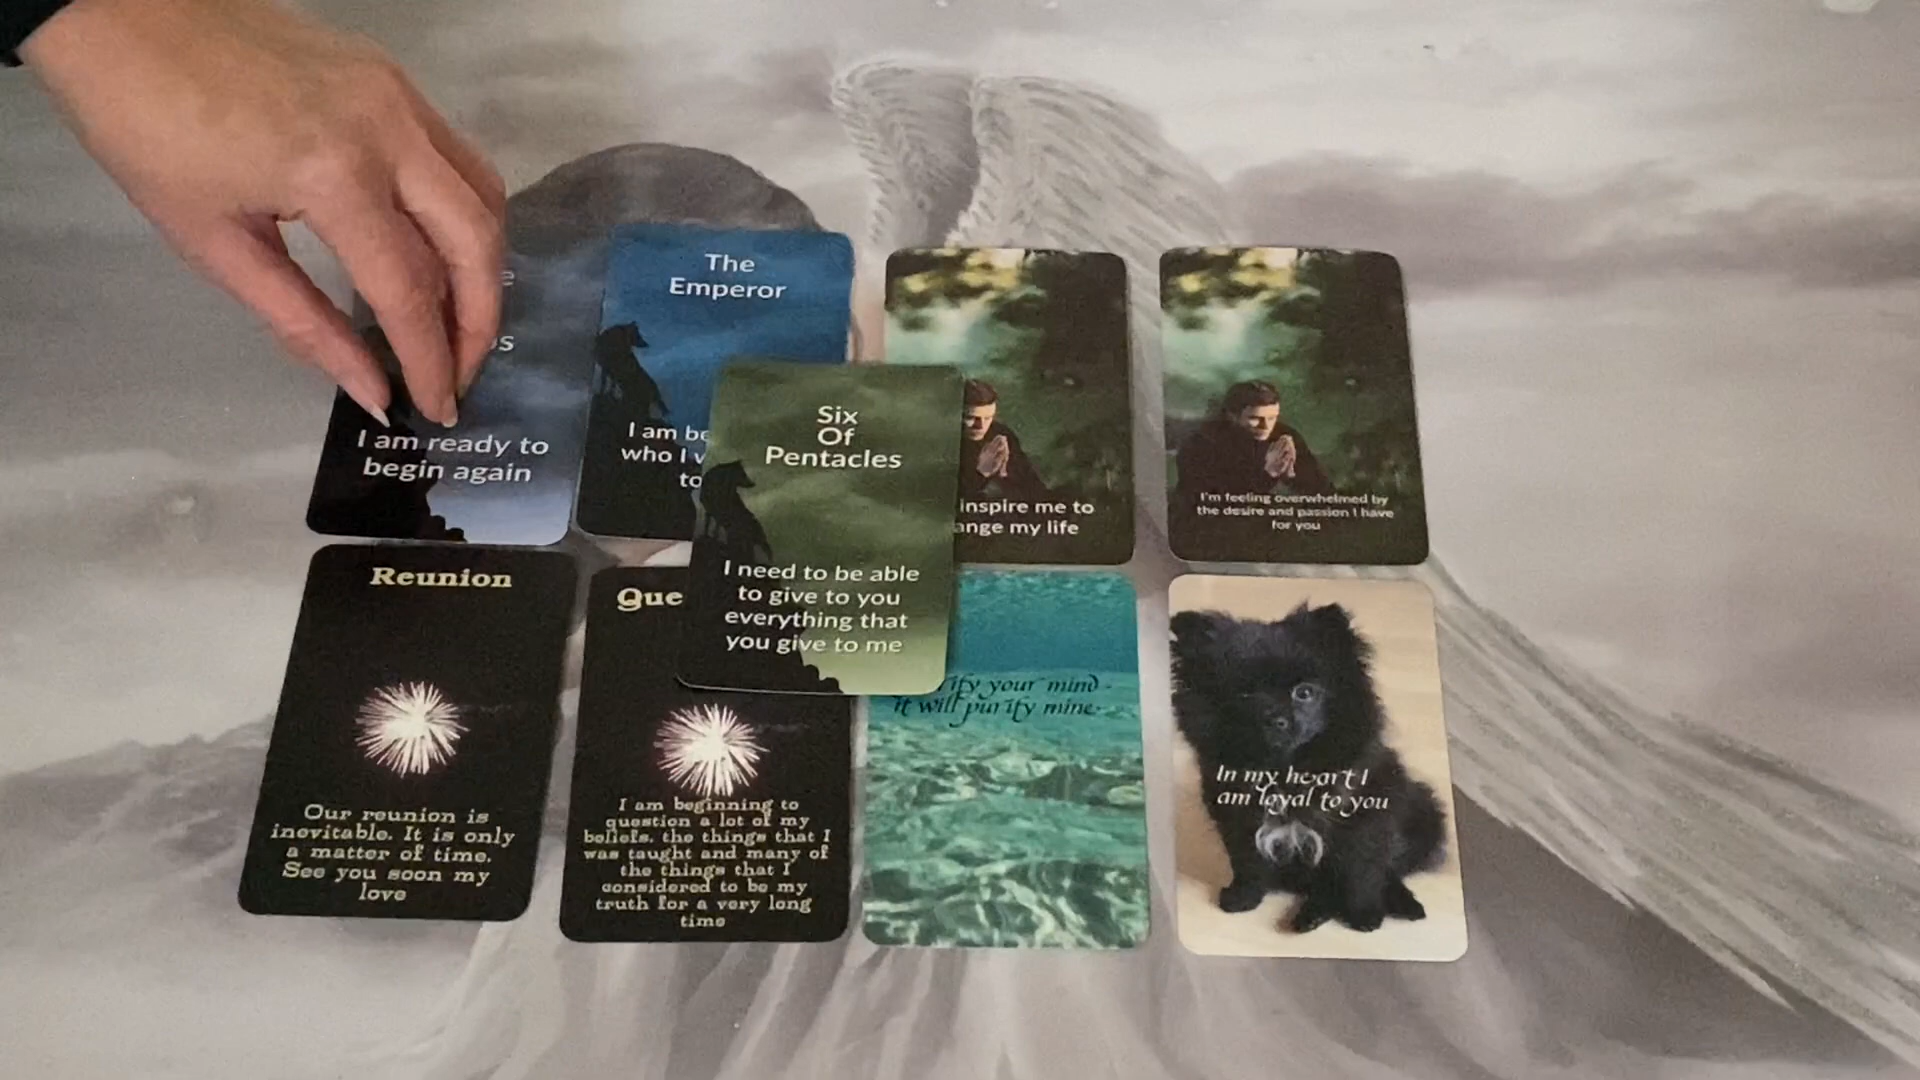 I am ready to
begin again
The
Emperor
I am be
who I
to
Six
Of
Pentacles
I need to be able
to give to you
everything that
you give to me
inspire me to
ange my life
I'm feeling overwhelmed by
the desire and passion I have
for you
Reunion
Our reunion is
inevitable. It is only
a matter of time.
See you soon my
love
Que
I am beginning to
question a lot of my
beliefs, the things that I
was taught and many of
the things that I
considered to be my
truth for a very long
time
ify your mind-
it will purify mine.
In my heart I
am loyal to you